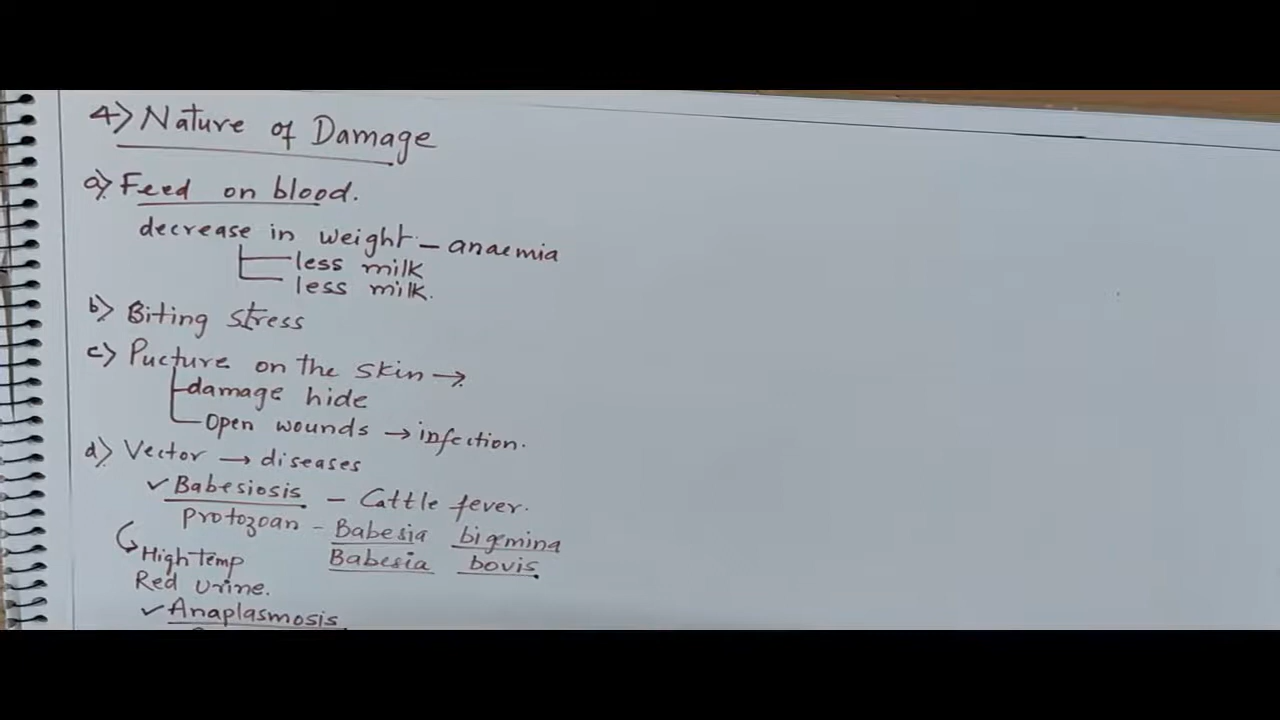 4) Nature of Damage
a) Feed on blood.
decrease in weight - anaemia
less milk
less milk.
b) Biting stress
c) Pucture on the skin →
damage hide
Open wounds → infection.
d) Vector → diseases
✓ Babesiosis - Cattle fever.
protozoan - Babesia bigemina
Babesia bovis
High temp
Red urine.
✓ Anaplasmosis